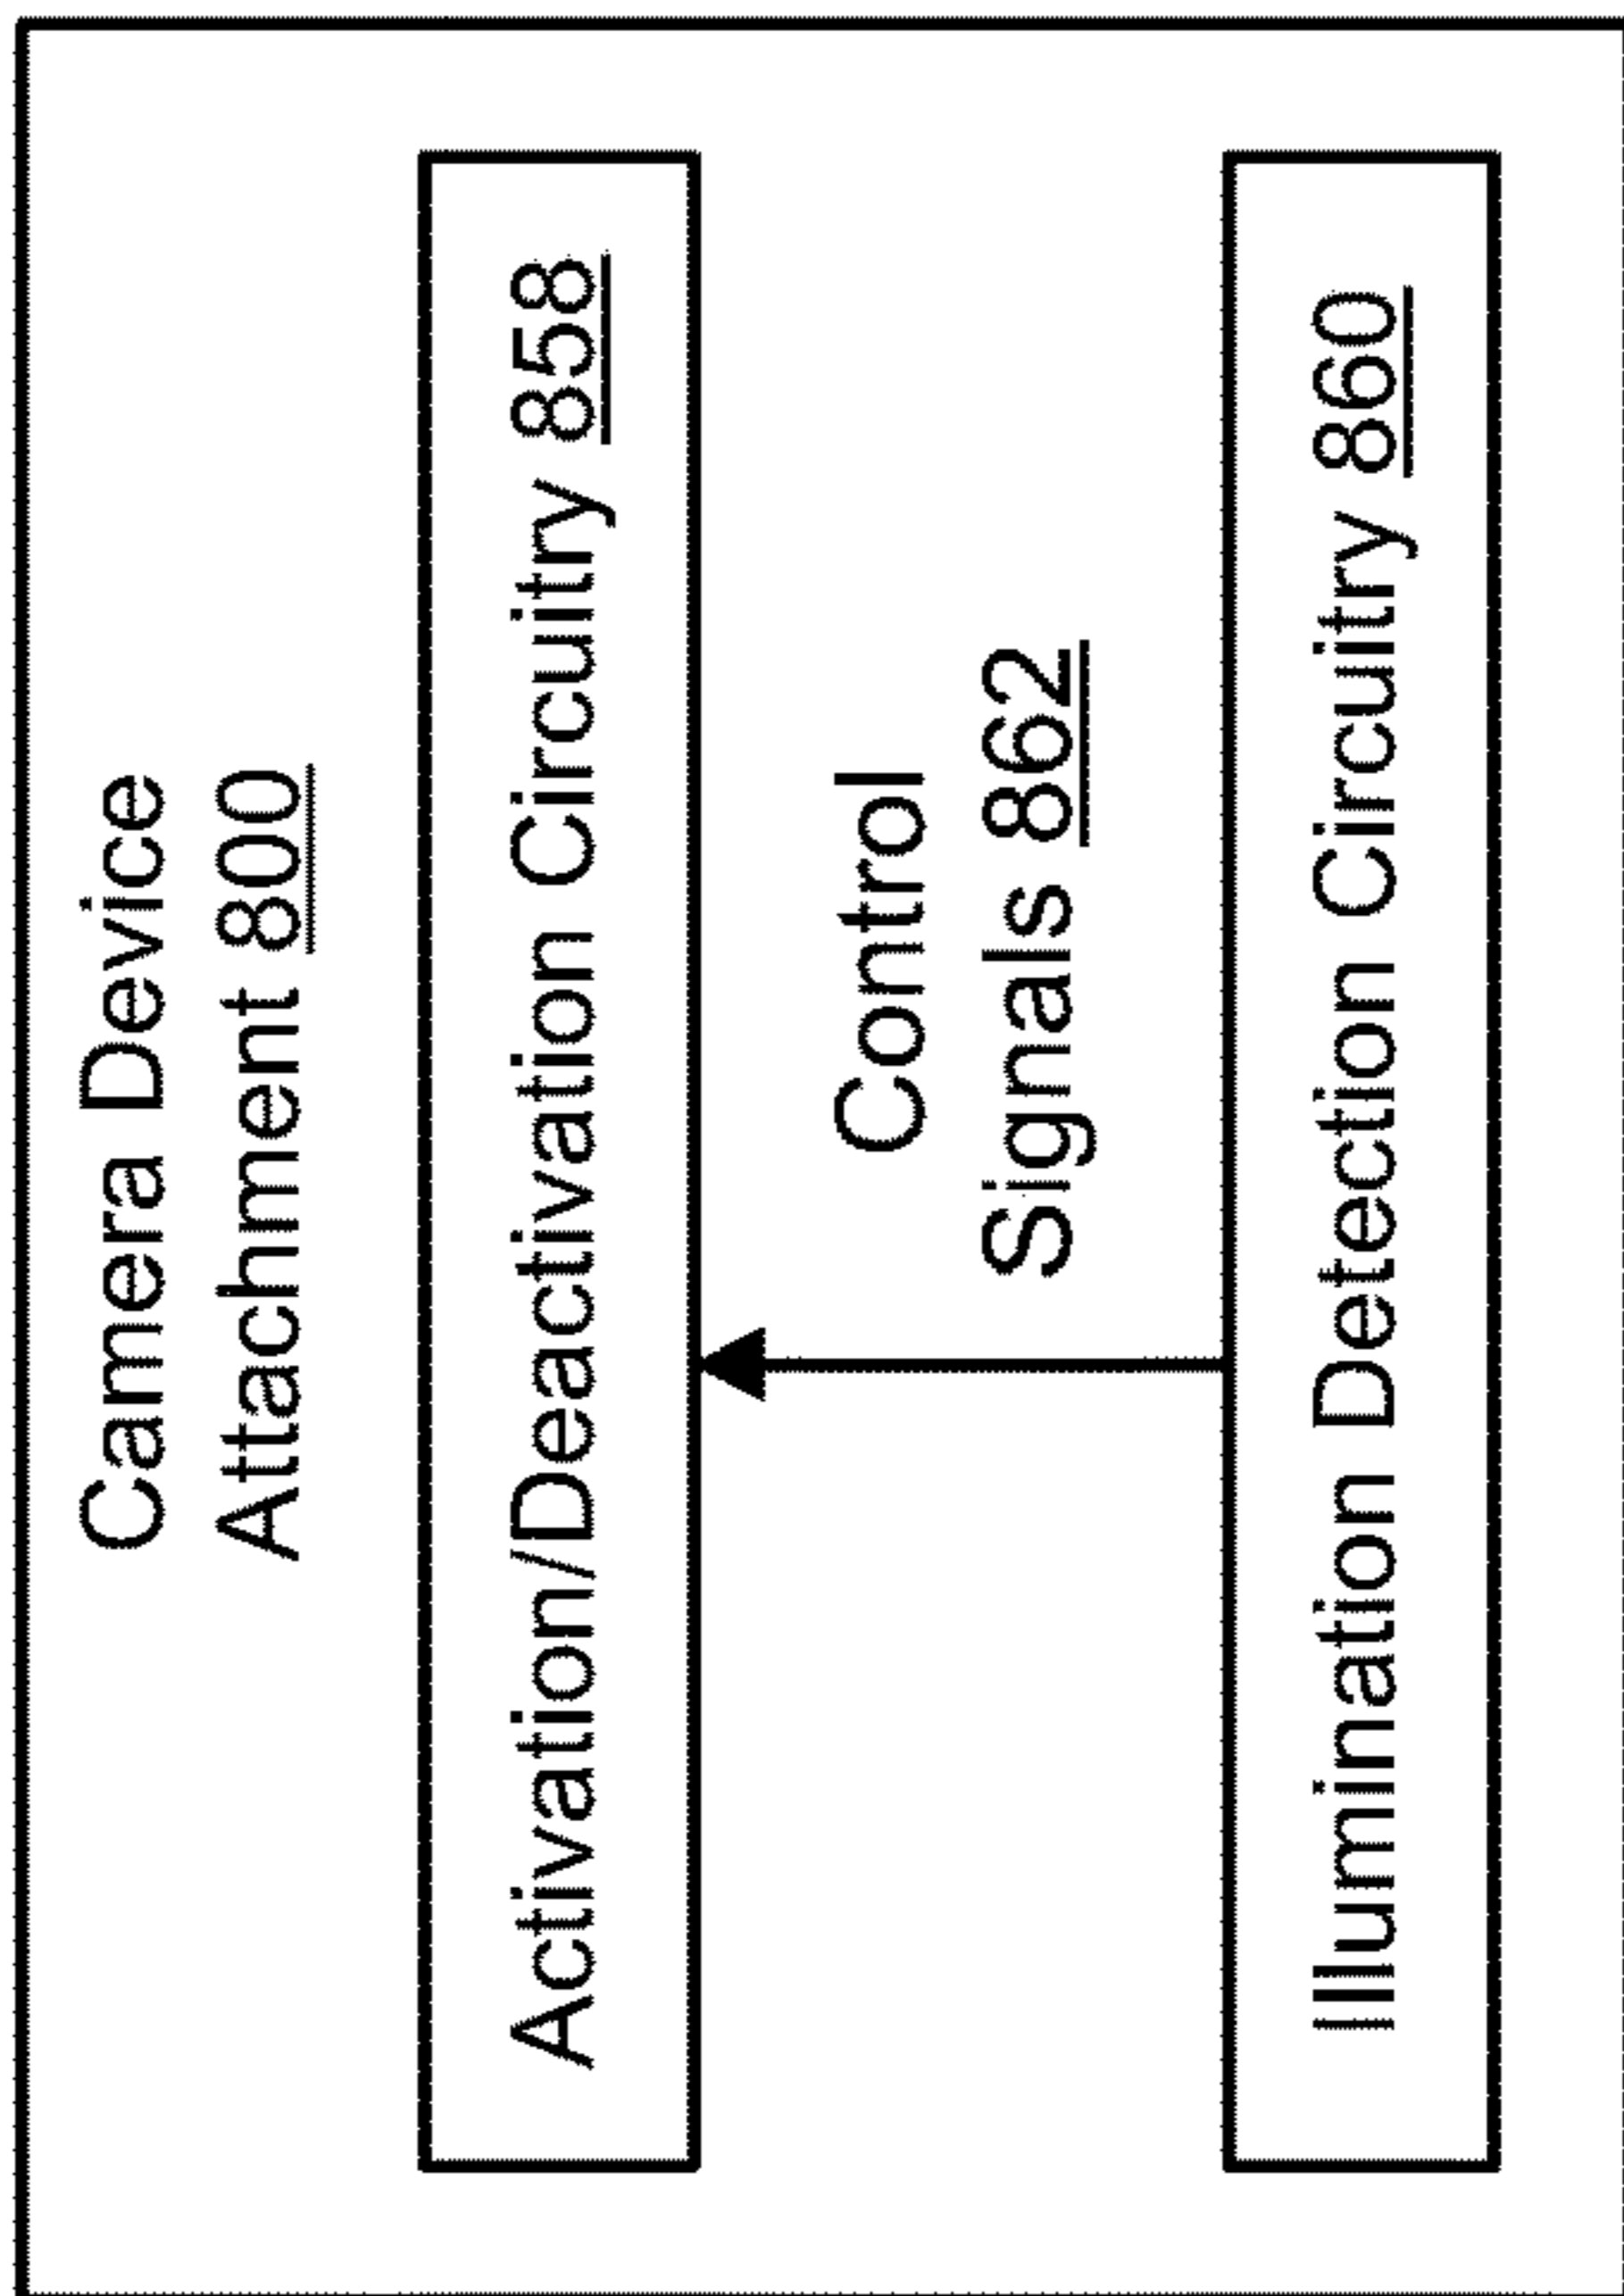 Camera Device
Attachment 800
Activation/Deactivation Circuitry 858
Control
Signals 862
Illumination Detection Circuitry 860